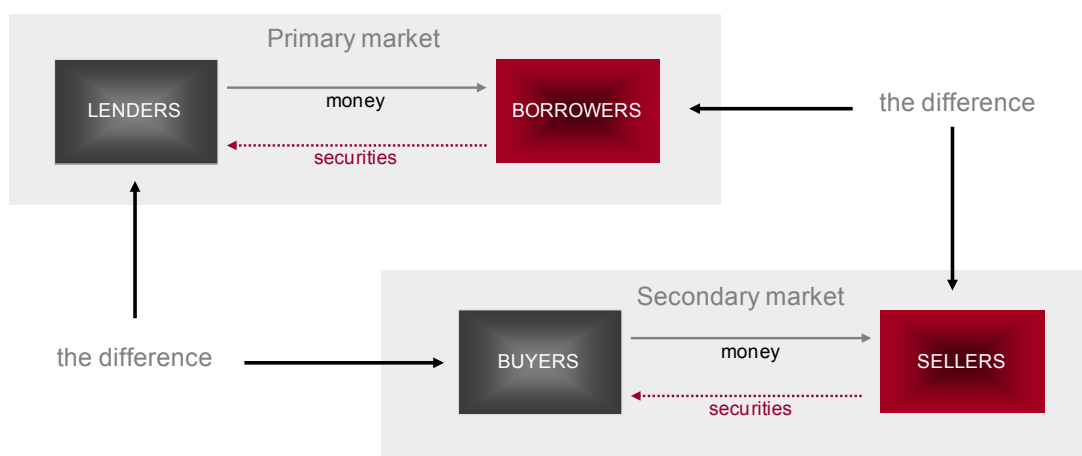 Primary market
LENDERS
money
securities
BORROWERS
the difference
Secondary market
the difference
BUYERS
money
securities
SELLERS